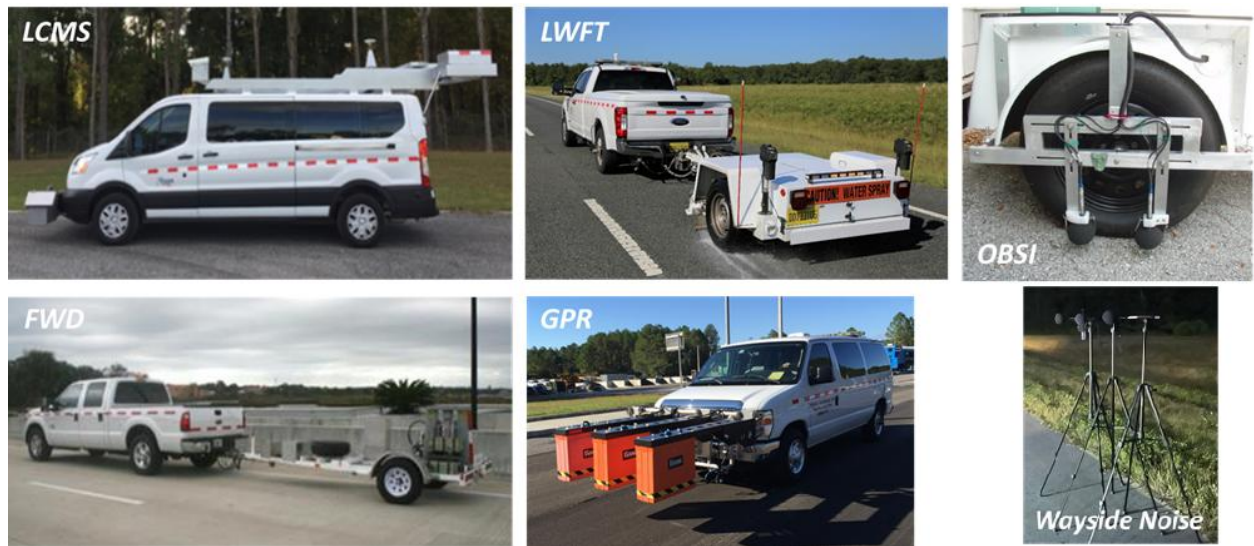 LCMS
LWFT
CAUTION! WATER SPRAY
OBSI
FWD
GPR
Wayside Noise